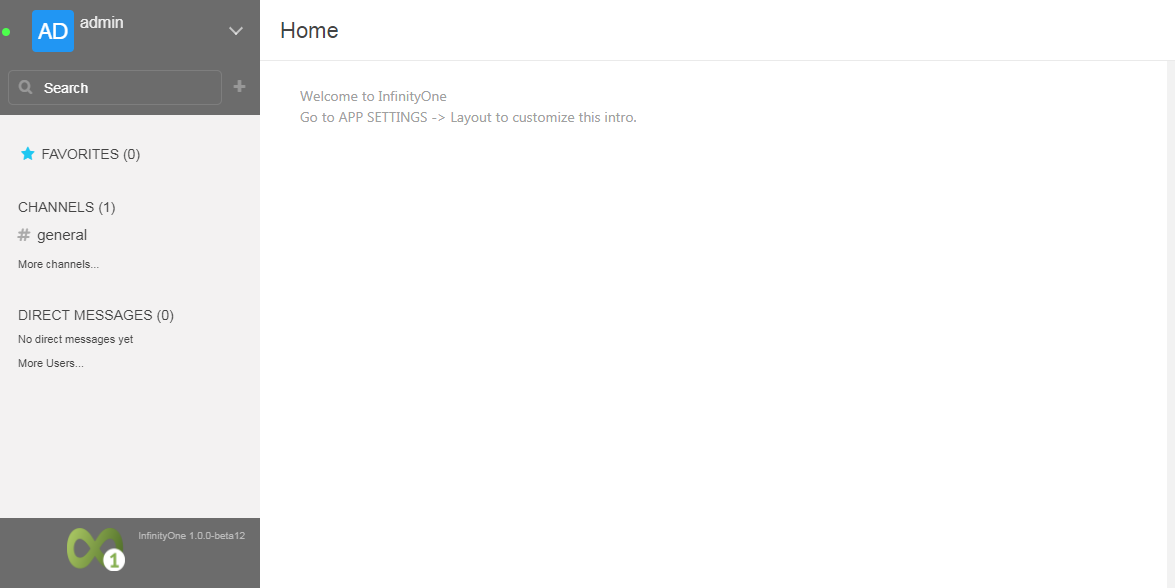 AD
admin
Home
Search
Welcome to InfinityOne
Go to APP SETTINGS -> Layout to customize this intro.
FAVORITES (0)
CHANNELS (1)
# general
More channels...
DIRECT MESSAGES (0)
No direct messages yet
More Users...
1
InfinityOne 1.0.0-beta12